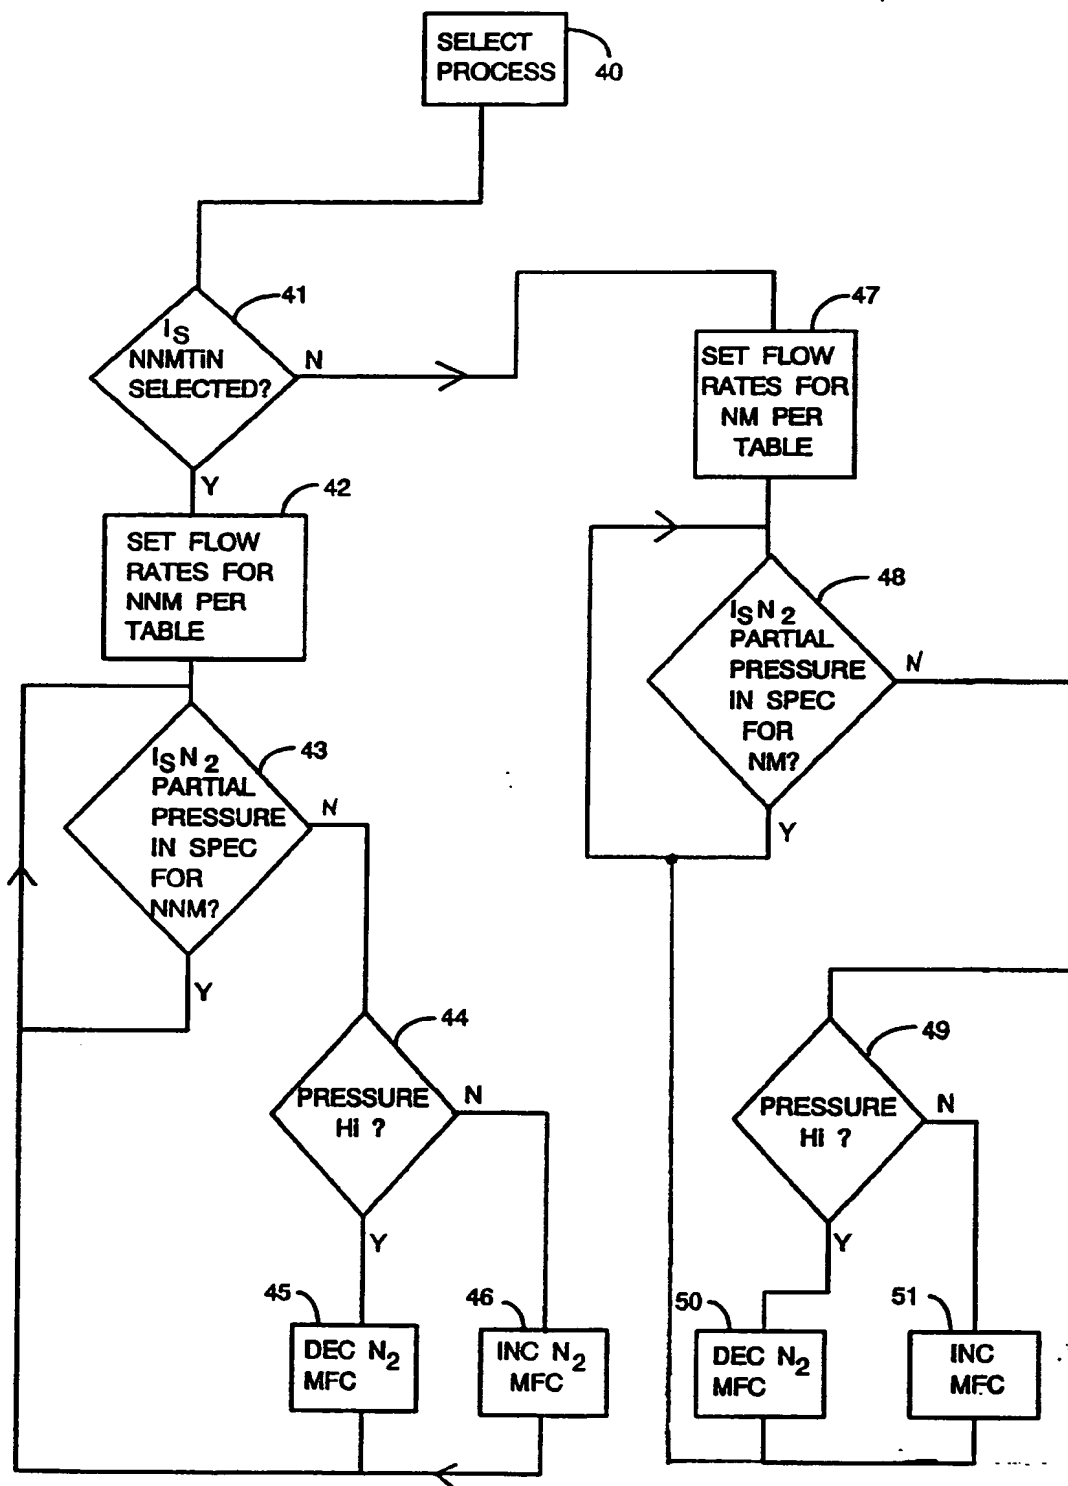 SELECT
PROCESS
40
41
IS
NNMTiN
SELECTED?
N
Y
42
SET FLOW
RATES FOR
NNM PER
TABLE
43
IS N2
PARTIAL
PRESSURE
IN SPEC
FOR
NNM?
N
Y
44
PRESSURE
Hi ?
N
Y
45
DEC N2
MFC
46
INC N2
MFC
47
SET FLOW
RATES FOR
NM PER
TABLE
48
IS N2
PARTIAL
PRESSURE
IN SPEC
FOR
NM?
N
Y
49
PRESSURE
Hi ?
N
Y
50
DEC N2
MFC
51
INC
MFC